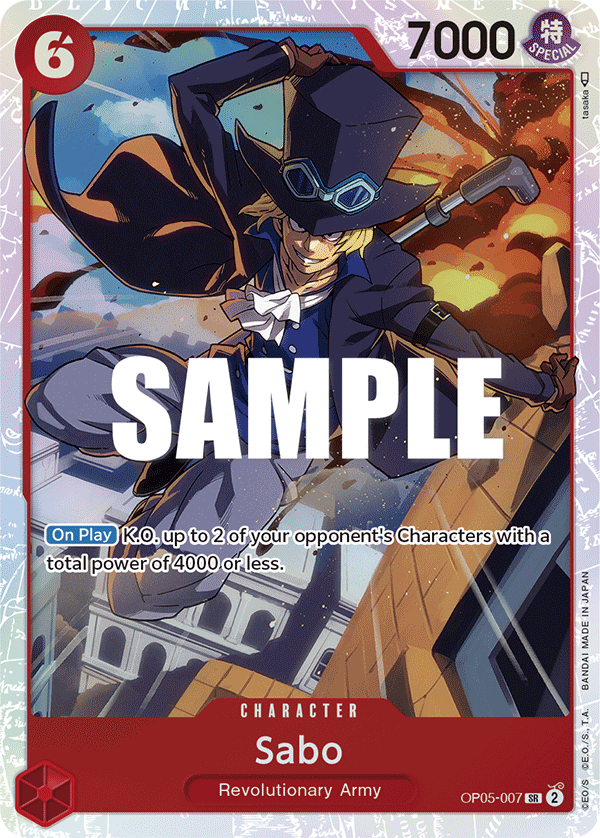 6
7000
特
SPECIAL
tasaka
SAMPLE
On Play K.O. up to 2 of your opponent's Characters with a
total power of 4000 or less.
CHARACTER
Sabo
Revolutionary Army
OP05-007 SR 2
©EO/S ©E.O./S., T.A. BANDAI MADE IN JAPAN